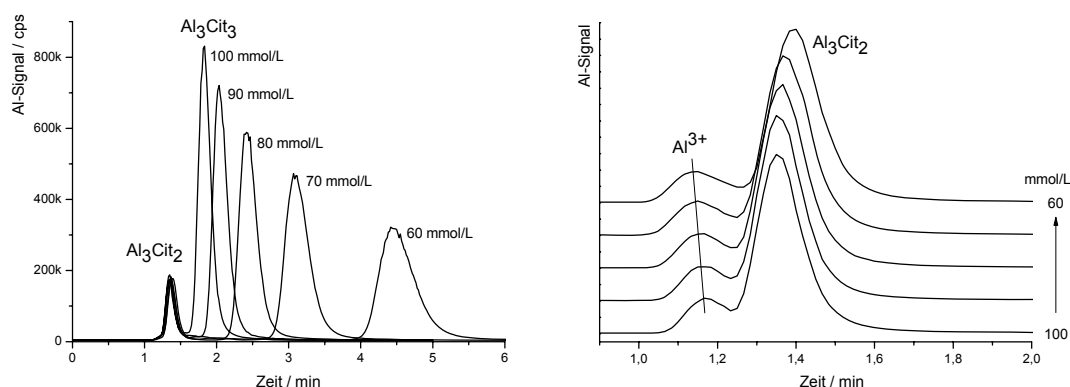 Al-Signal / cps
800k
600k
400k
200k
0
Al₃Cit₃
100 mmol/L
90 mmol/L
80 mmol/L
70 mmol/L
60 mmol/L
Al₃Cit₂
0 1 2 3 4 5 6
Zeit / min
Al-Signal
Al₃Cit₂
Al³⁺
mmol/L
60
100
1,0 1,2 1,4 1,6 1,8 2,0
Zeit / min